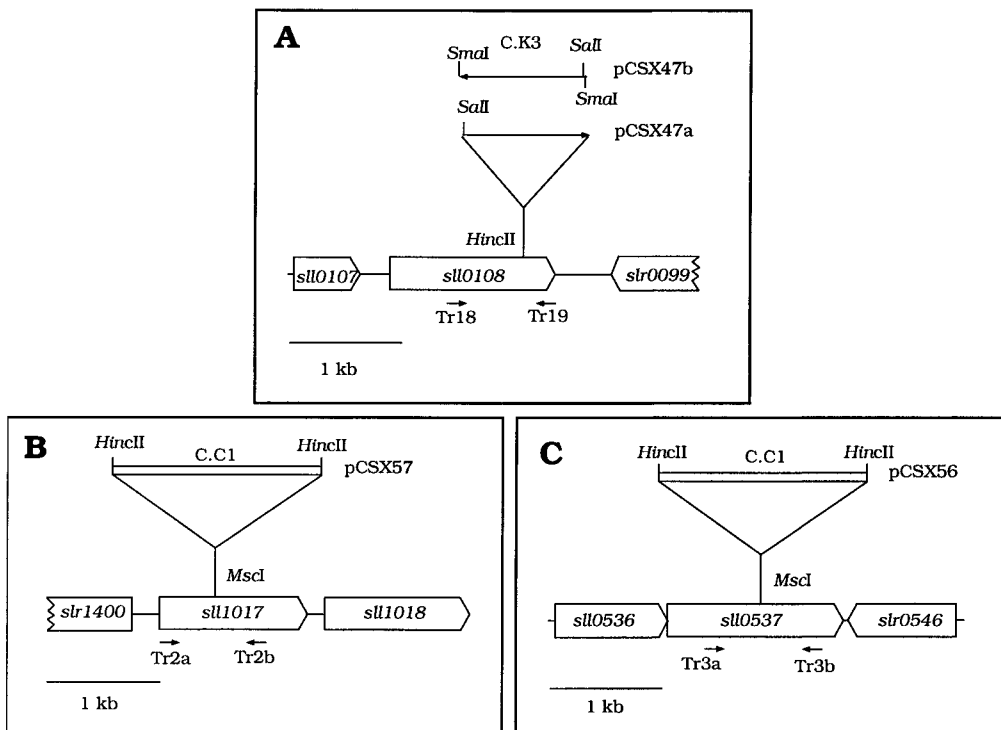 A
C.K3
SmaI
SalI
pCSX47b
SmaI
SalI
pCSX47a
HincII
sll0107
sll0108
slr0099
Tr18
Tr19
1 kb
B
HincII
C.C1
HincII
pCSX57
MscI
slr1400
sll1017
sll1018
Tr2a
Tr2b
1 kb
C
HincII
C.C1
HincII
pCSX56
MscI
sll0536
sll0537
slr0546
Tr3a
Tr3b
1 kb